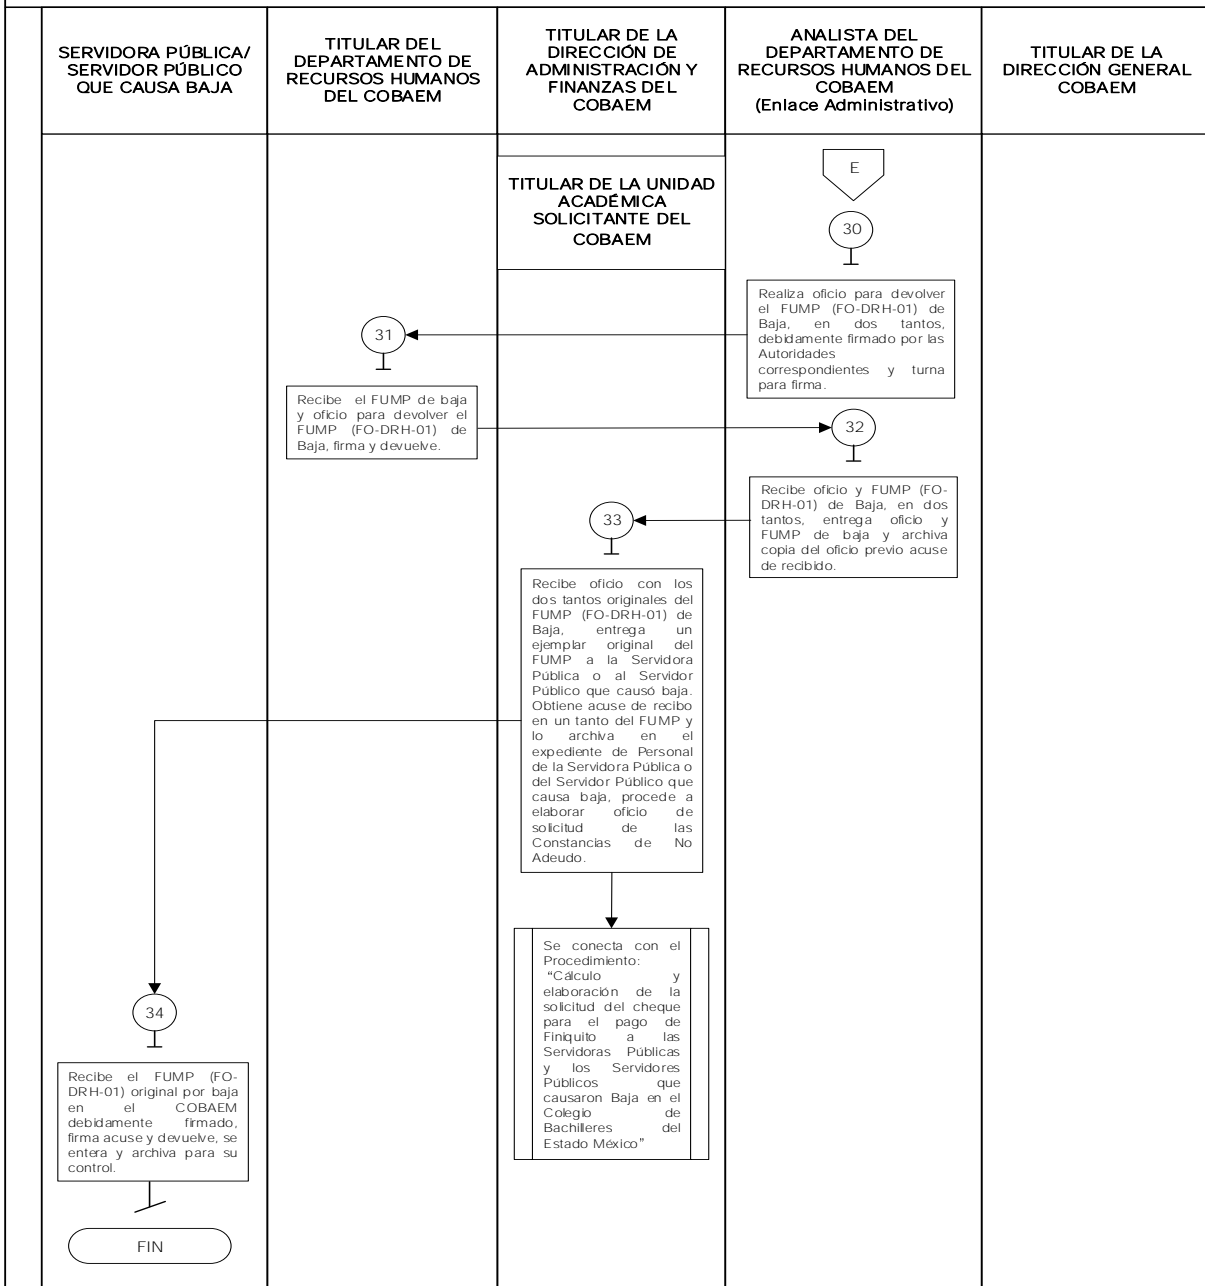 SERVIDORA PÚBLICA/
SERVIDOR PÚBLICO
QUE CAUSA BAJA
TITULAR DEL
DEPARTAMENTO DE
RECURSOS HUMANOS
DEL COBAEM
TITULAR DE LA
DIRECCIÓN DE
ADMINISTRACIÓN Y
FINANZAS DEL
COBAEM
ANALISTA DEL
DEPARTAMENTO DE
RECURSOS HUMANOS DEL
COBAEM
(Enlace Administrativo)
TITULAR DE LA
DIRECCIÓN GENERAL
COBAEM
TITULAR DE LA UNIDAD
ACADÉMICA
SOLICITANTE DEL
COBAEM
E
30
Realiza oficio para devolver
el FUMP (FO-DRH-01) de
Baja, en dos tantos,
debidamente firmado por las
Autoridades
correspondientes y turna
para firma.
31
Recibe el FUMP de baja
y oficio para devolver el
FUMP (FO-DRH-01) de
Baja, firma y devuelve.
32
Recibe oficio y FUMP (FO-
DRH-01) de Baja, en dos
tantos, entrega oficio y
FUMP de baja y archiva
copia del oficio previo acuse
de recibido.
33
Recibe oficio con los
dos tantos originales del
FUMP (FO-DRH-01) de
Baja, entrega un
ejemplar original del
FUMP a la Servidora
Pública o al Servidor
Público que causó baja.
Obtiene acuse de recibo
en un tanto del FUMP y
lo archiva en el
expediente de Personal
de la Servidora Pública o
del Servidor Público que
causa baja, procede a
elaborar oficio de
solicitud de las
Constancias de No
Adeudo.
Se conecta con el
Procedimiento:
“Cálculo y
elaboración de la
solicitud del cheque
para el pago de
Finiquito a las
Servidoras Públicas
y los Servidores
Públicos que
causaron Baja en el
Colegio de
Bachilleres del
Estado México”
34
Recibe el FUMP (FO-
DRH-01) original por baja
en el COBAEM
debidamente firmado,
firma acuse y devuelve, se
entera y archiva para su
control.
FIN